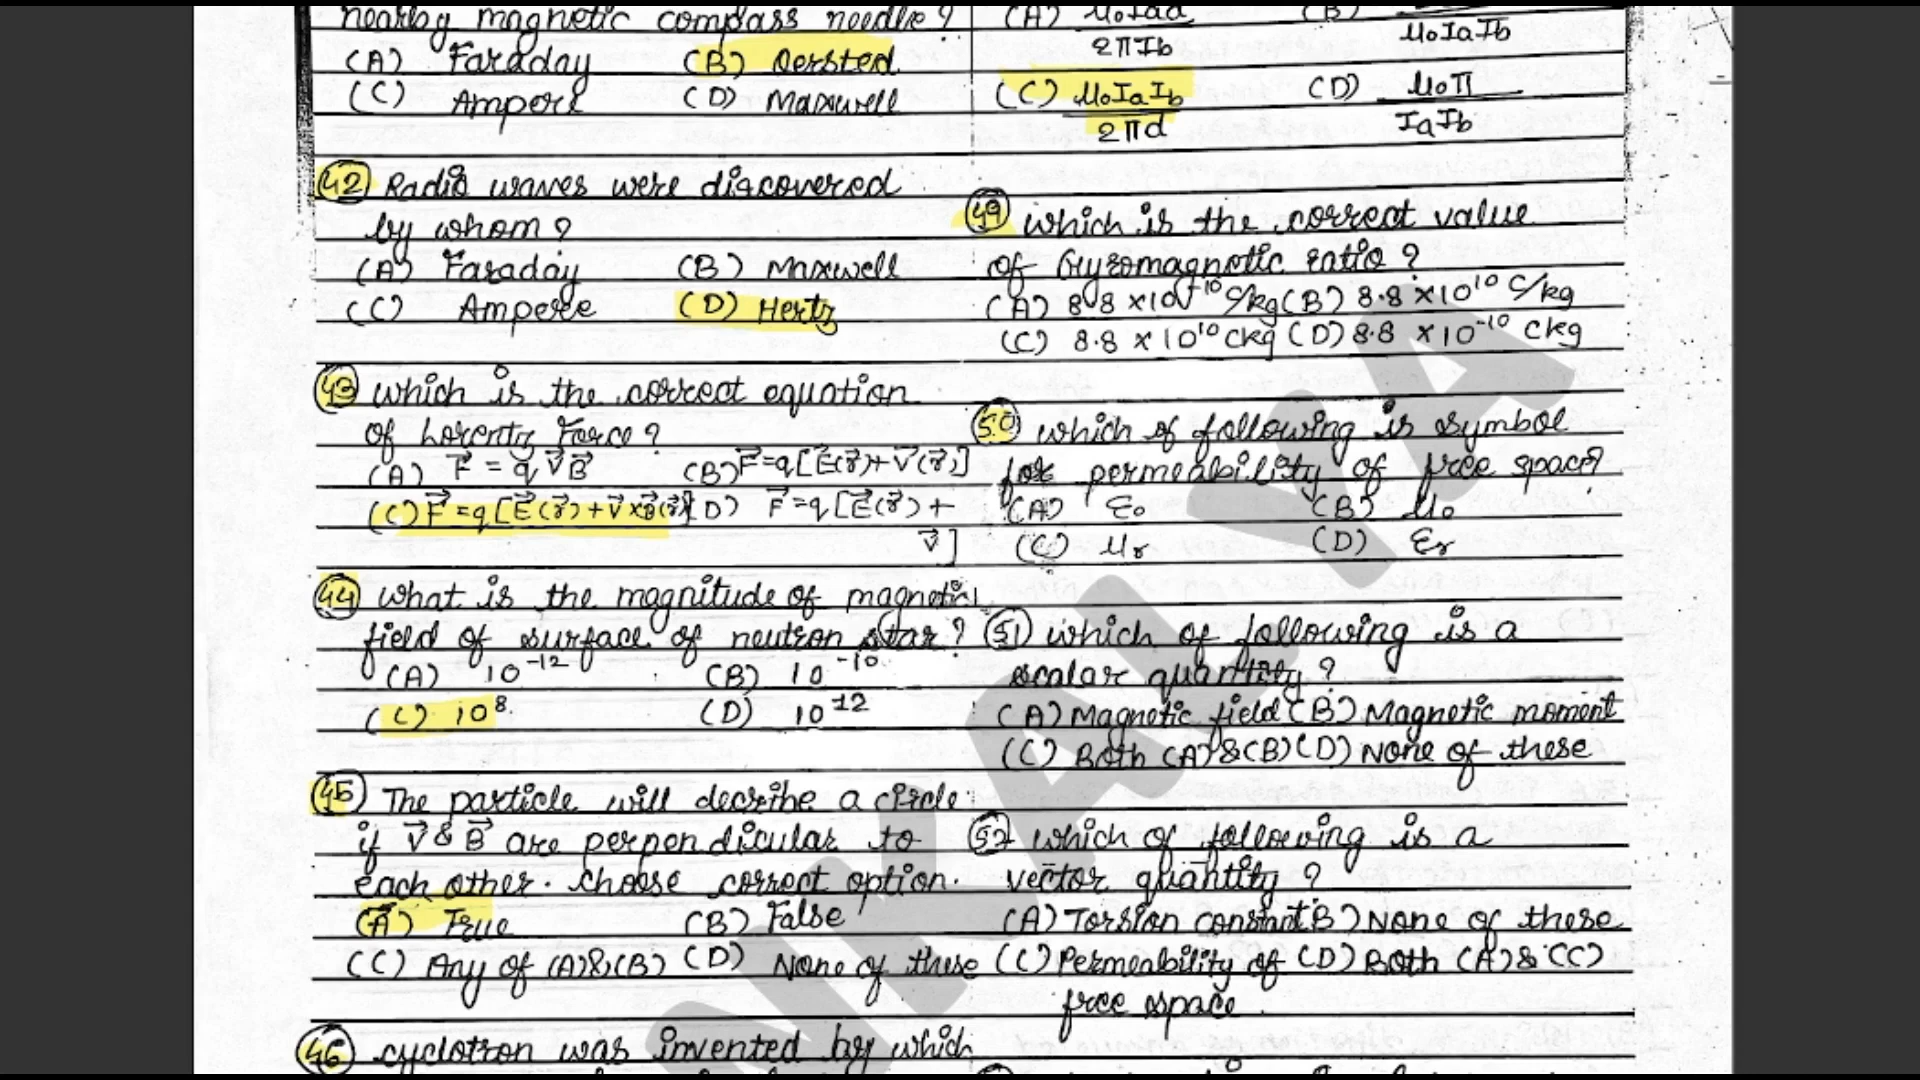 nearby magnetic compass needle?
(A) Faraday (B) Oersted
(C) Ampere (D) Maxwell
(42) Radio waves were discovered
by whom?
(A) Faraday (B) Maxwell
(C) Ampere (D) Hertz
(43) which is the correct equation
of Lorentz Force?
(A) F⃗ = q V⃗B⃗ (B) F⃗=q[E⃗(r⃗)+V⃗(r⃗)]
(C) F⃗=q[E⃗(r⃗)+V⃗×B⃗(r⃗)] (D) F⃗=q[E⃗(r⃗)+
V⃗]
(44) what is the magnitude of magnetic
field of surface of neutron star?
(A) 10⁻¹² (B) 10⁻¹⁰
(C) 10⁸ (D) 10¹²
(45) The particle will decribe a circle
if V⃗ & B⃗ are perpendicular to
each other. choose correct option.
(A) True (B) False
(C) Any of (A)&(B) (D) None of these
(46) cyclotron was invented by which
(A) 2πIb (B) μ₀IaIb
(C) μ₀IaIb (D) μ₀π
2πd IaIb
(49) which is the correct value
of Gyromagnetic ratio?
(A) 8.8 ×10⁻¹⁰ C/kg (B) 8.8 ×10¹⁰ C/kg
(C) 8.8 × 10¹⁰ Ckg (D) 8.8 × 10⁻¹⁰ Ckg
(50) which of following is symbol
for permeability of free space?
(A) ε₀ (B) μ₀
(C) μr (D) εr
(51) which of following is a
scalar quantity?
(A) Magnetic field (B) Magnetic moment
(C) Both (A)&(B) (D) None of these
(52) which of following is a
vector quantity?
(A) Torsion constant (B) None of these
(C) Permeability of (D) Both (A)&(C)
free space.